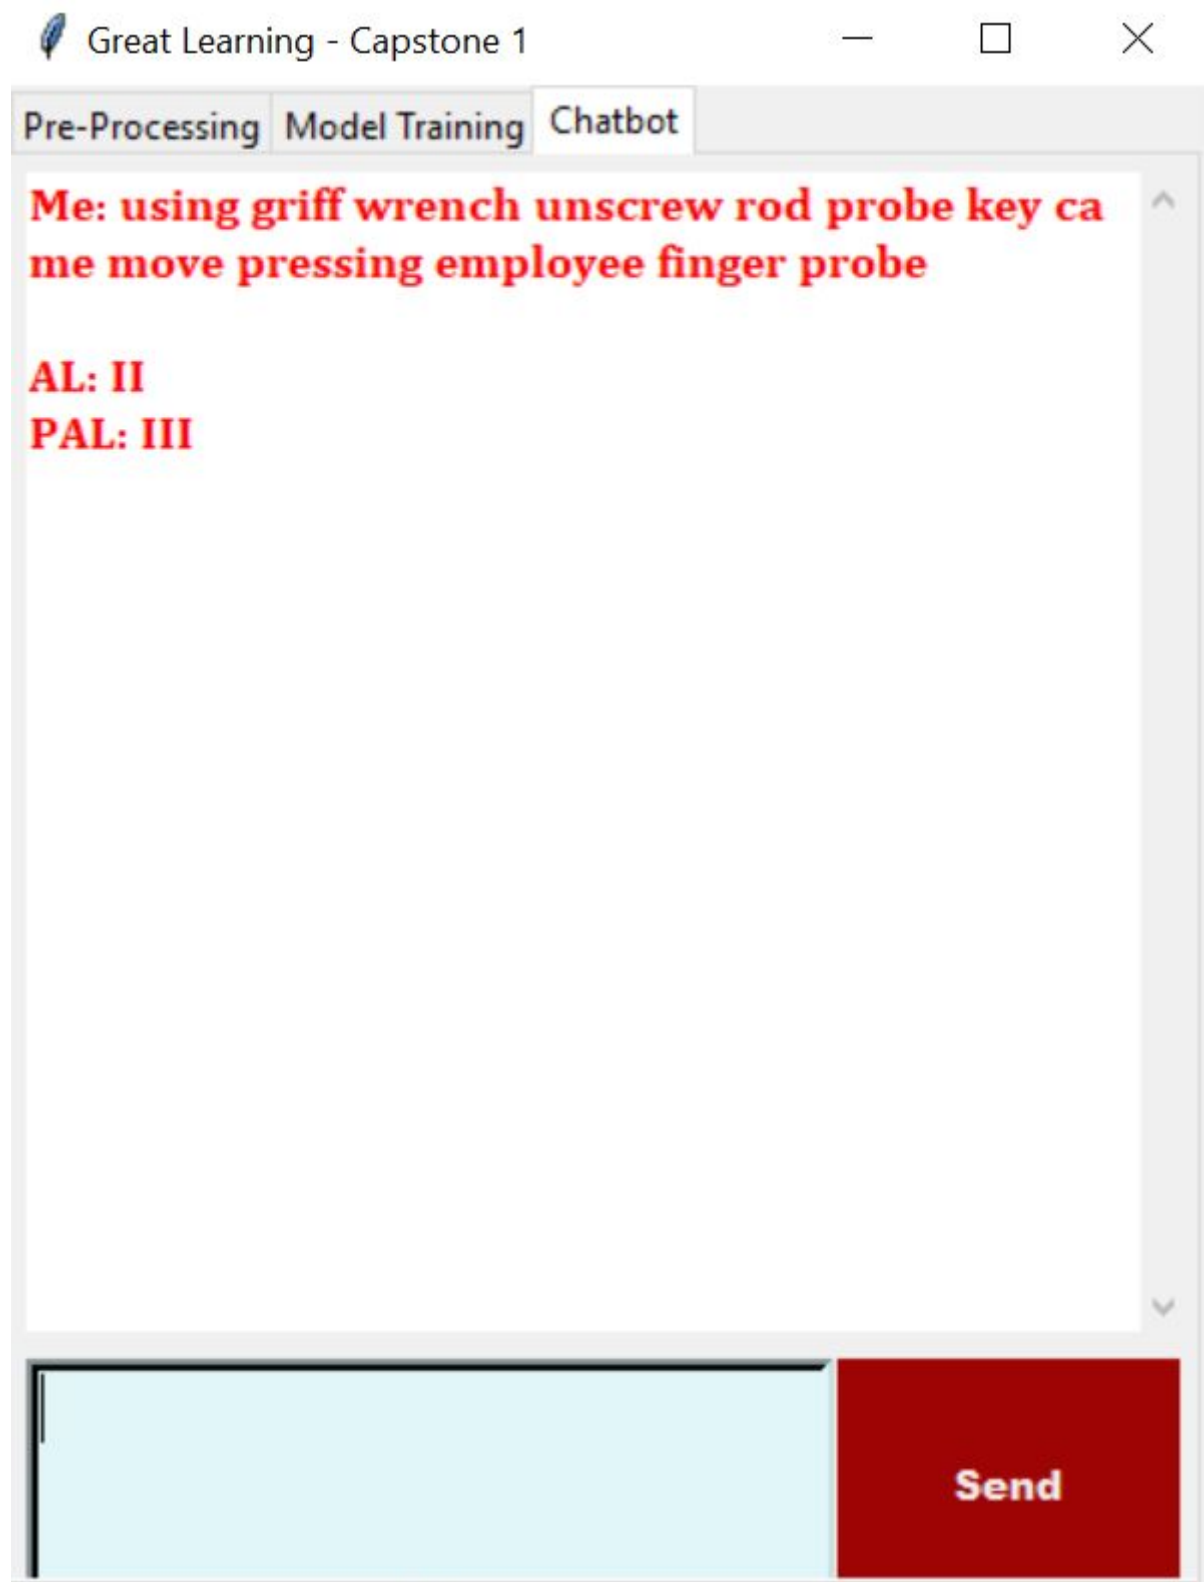 Great Learning - Capstone 1
Pre-Processing Model Training Chatbot
Me: using griff wrench unscrew rod probe key ca
me move pressing employee finger probe
AL: II
PAL: III
Send